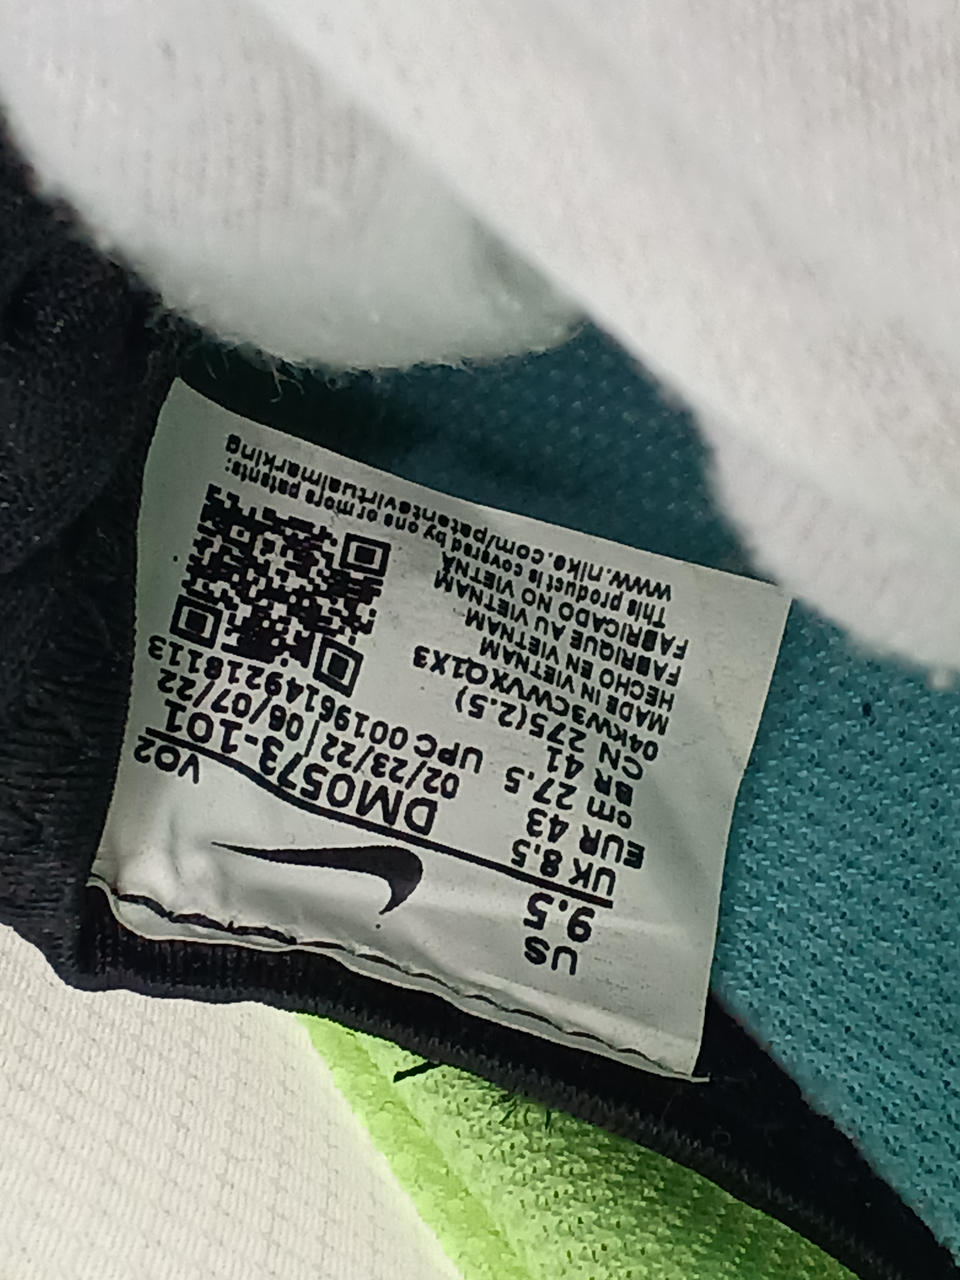 US
9.5
UK 8.5
EUR 43
cm 27.5
BR 41
CN 275(2.5)
VO2
DM0573-101
02/23/22 06/07/22
UPC 00196149218113
04KWV3CWVXQ1X3
MADE IN VIETNAM
HECHO EN VIETNAM
FABRIQUE AU VIETNAM
FABRICADO NO VIETNÃ
This product is covered by one or more patents:
www.nike.com/patentsvirtualmarking